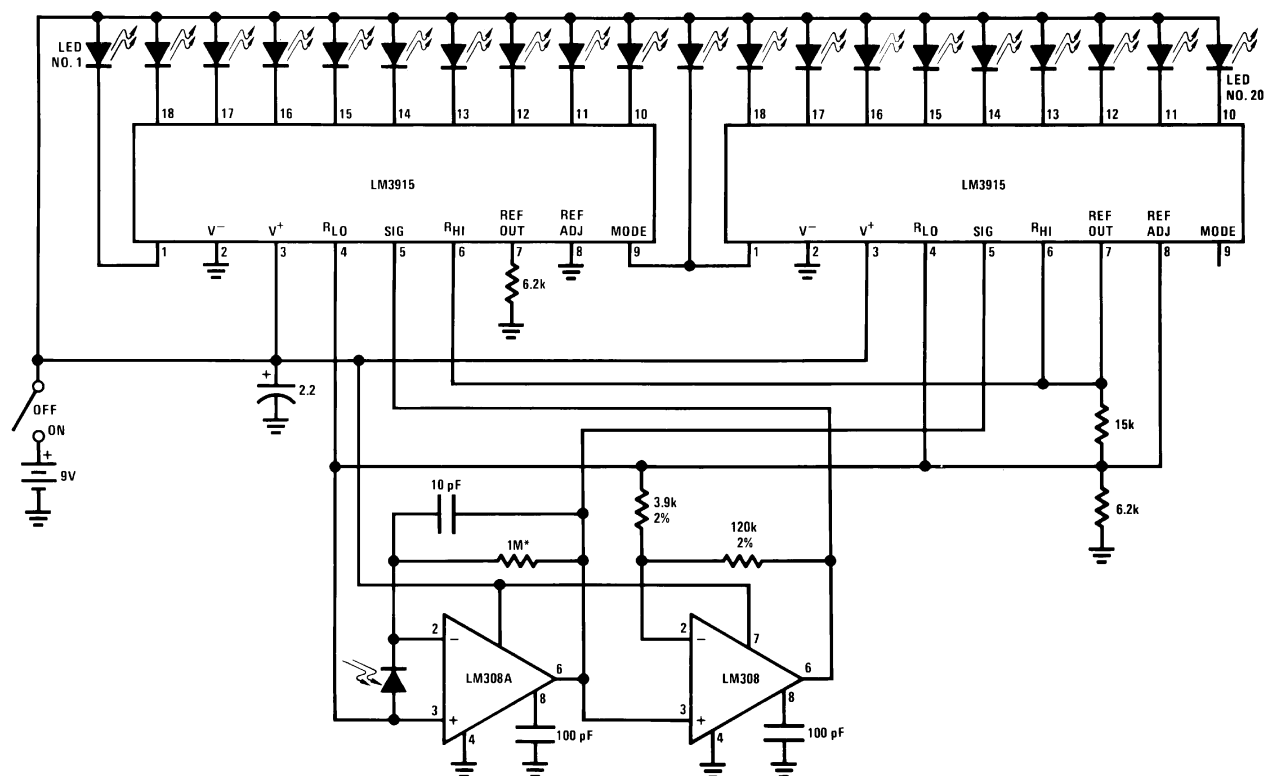 LED
NO. 1
LED
NO. 20
18 17 16 15 14 13 12 11 10
18 17 16 15 14 13 12 11 10
LM3915
LM3915
V⁻ V⁺ RLO SIG RHI REF OUT REF ADJ MODE
V⁻ V⁺ RLO SIG RHI REF OUT REF ADJ MODE
1 2 3 4 5 6 7 8 9
1 2 3 4 5 6 7 8 9
6.2k
+
2.2
OFF
ON
+
9V
15k
6.2k
10 pF
3.9k
2%
120k
2%
1M*
2
−
LM308A
6
3
+
8
4
100 pF
2
−
7
LM308
6
3
+
8
4
100 pF